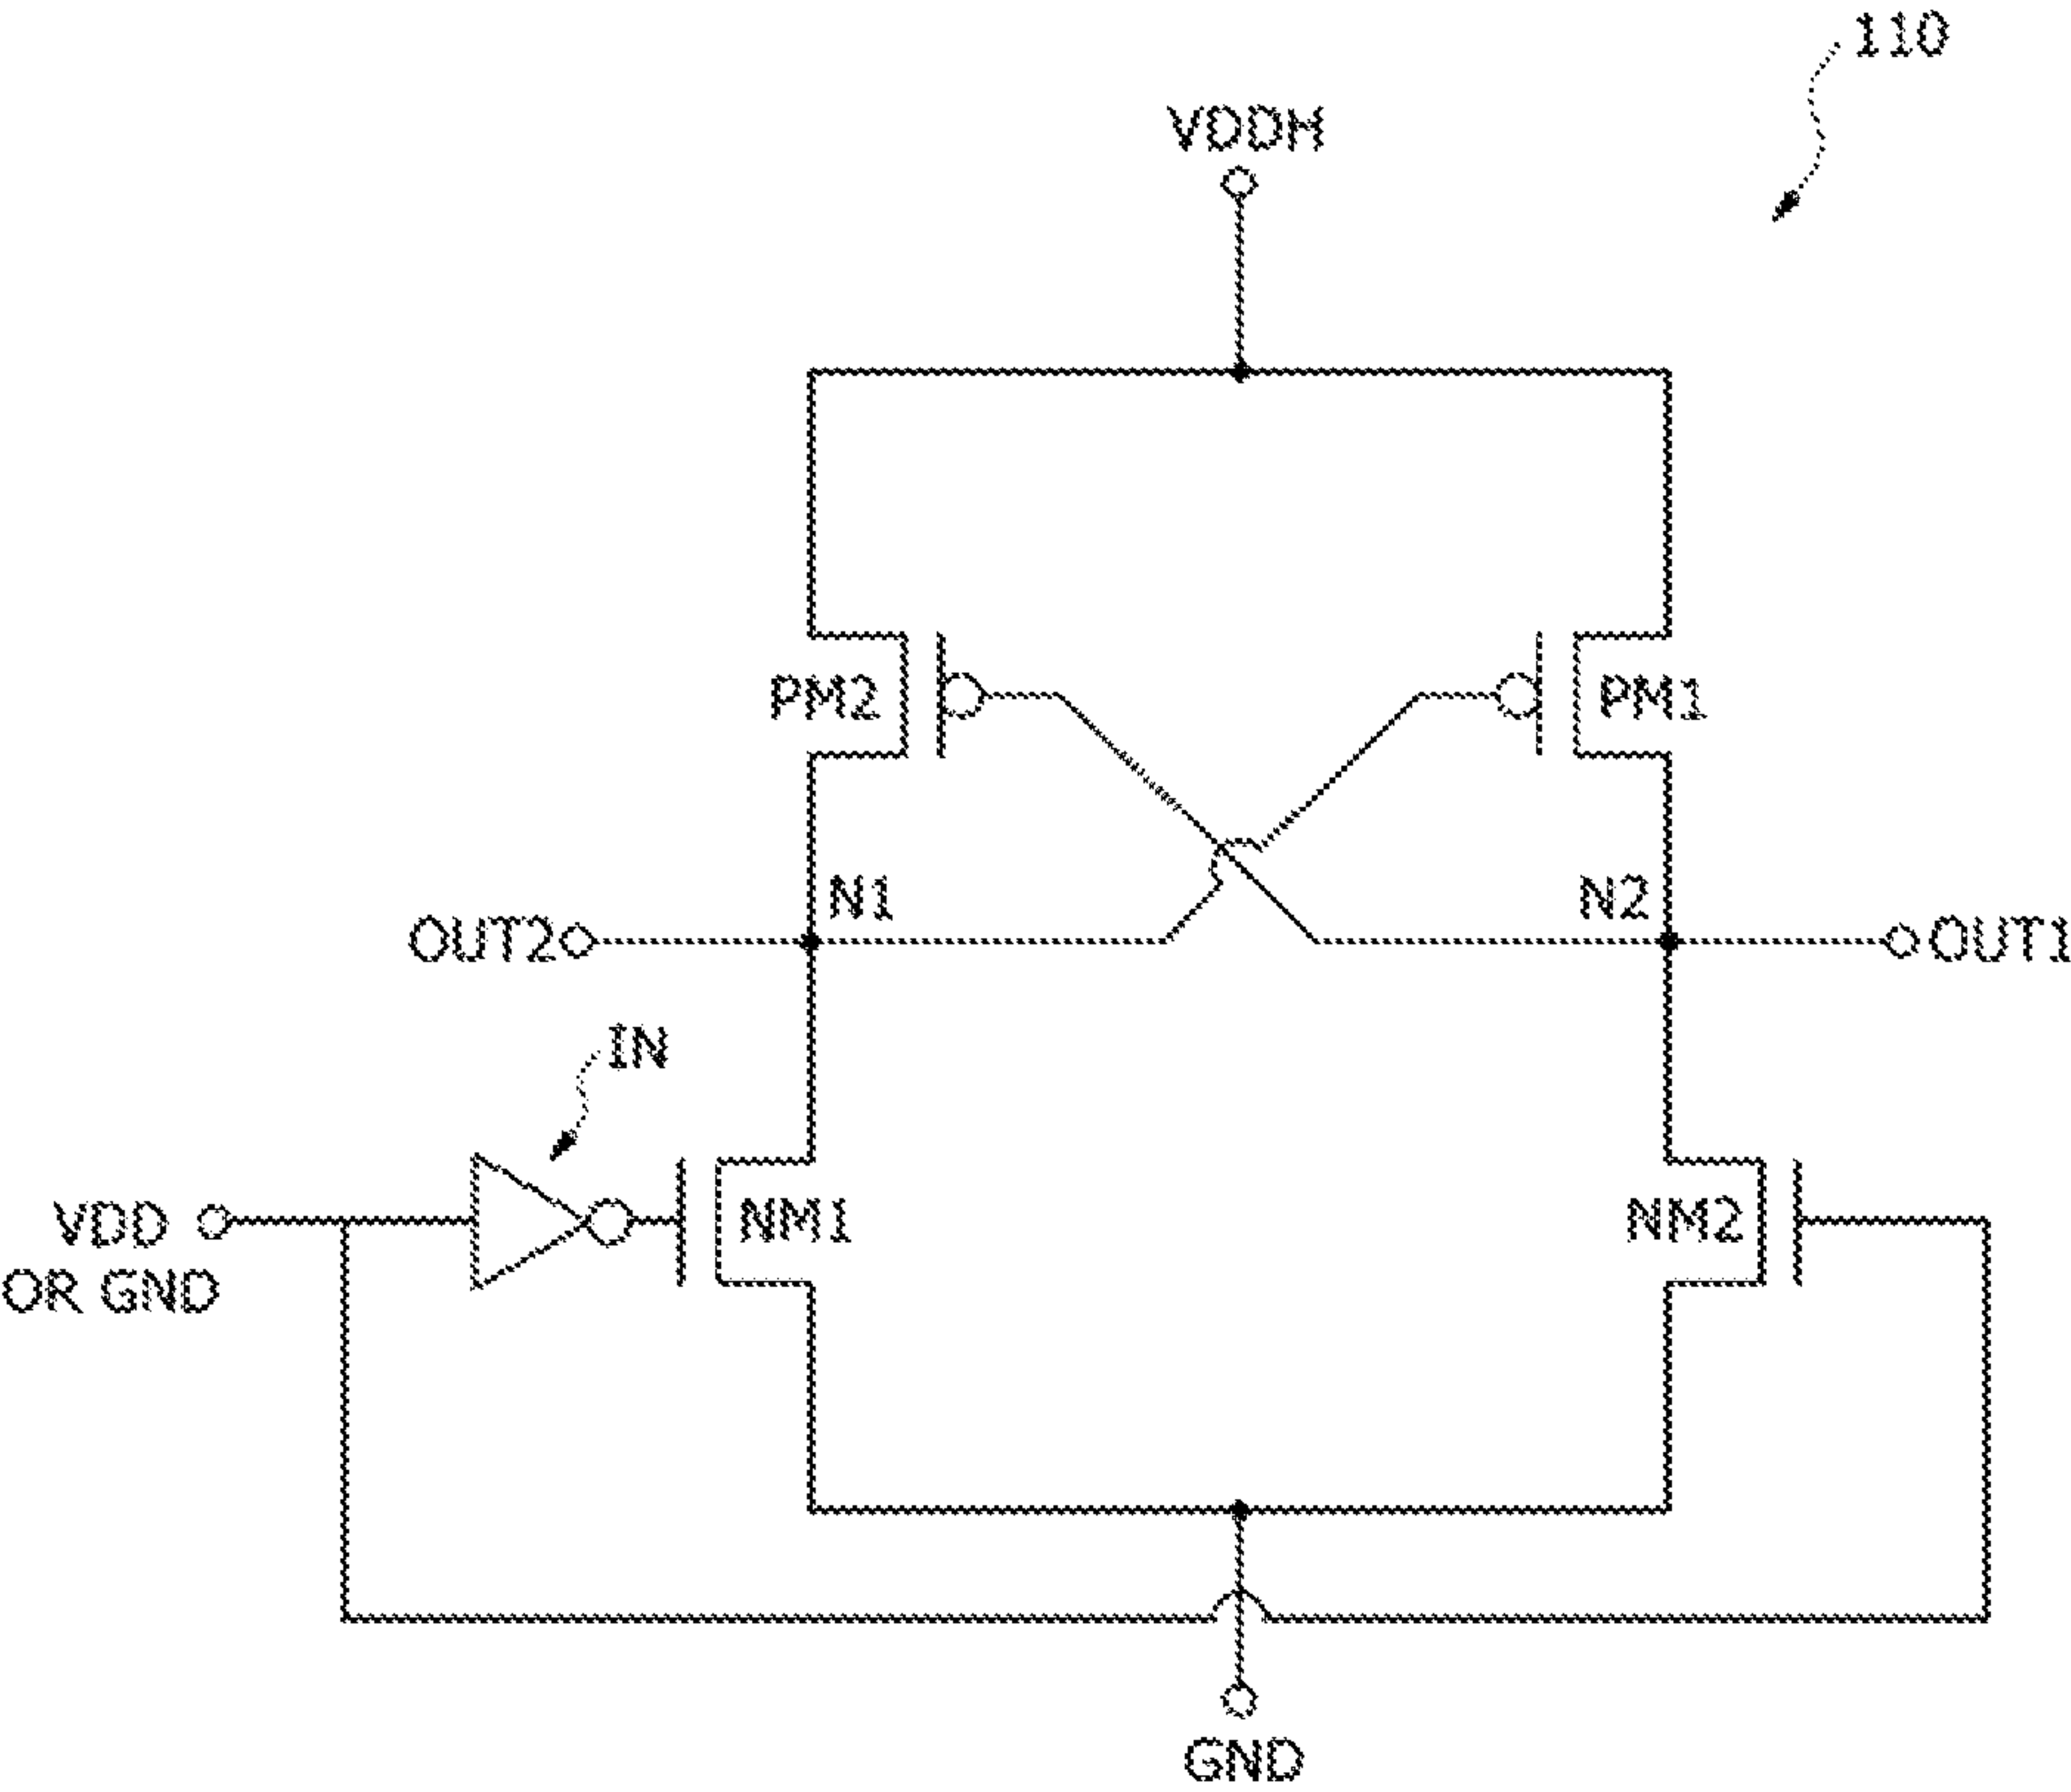 110
VDDH
PM2
PM1
N1
N2
OUT2
OUT1
IN
VDD
OR GND
NM1
NM2
GND